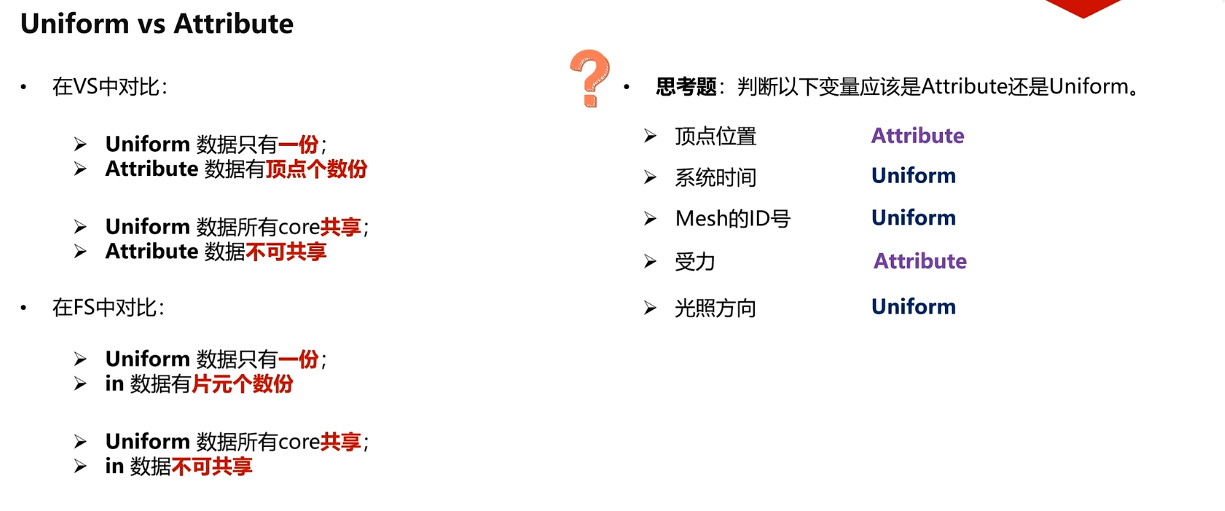 Uniform vs Attribute
• 在VS中对比：
➢ Uniform 数据只有一份；
➢ Attribute 数据有顶点个数份
➢ Uniform 数据所有core共享；
➢ Attribute 数据不可共享
• 在FS中对比：
➢ Uniform 数据只有一份；
➢ in 数据有片元个数份
➢ Uniform 数据所有core共享；
➢ in 数据不可共享
?
• 思考题：判断以下变量应该是Attribute还是Uniform。
➢ 顶点位置 Attribute
➢ 系统时间 Uniform
➢ Mesh的ID号 Uniform
➢ 受力 Attribute
➢ 光照方向 Uniform